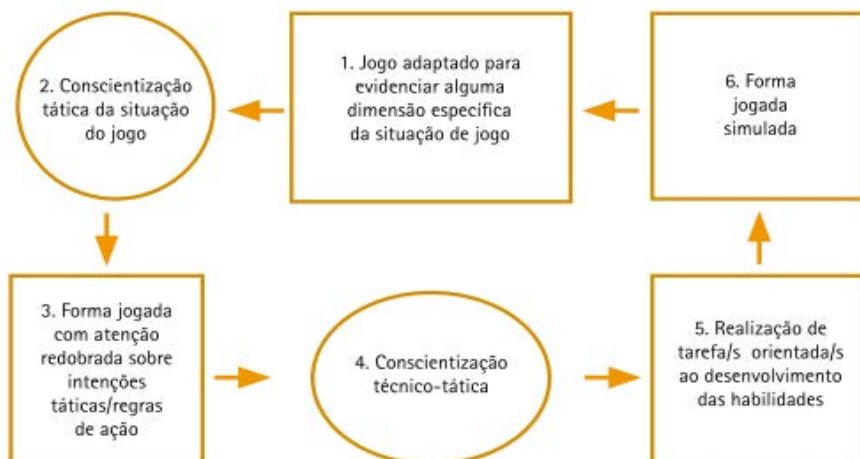 1. Jogo adaptado para
evidenciar alguma
dimensão específica
da situação de jogo
2. Conscientização
tática da situação
do jogo
3. Forma jogada
com atenção
redobrada sobre
intenções
táticas/regras
de ação
4. Conscientização
técnico-tática
5. Realização de
tarefa/s orientada/s
ao desenvolvimento
das habilidades
6. Forma
jogada
simulada